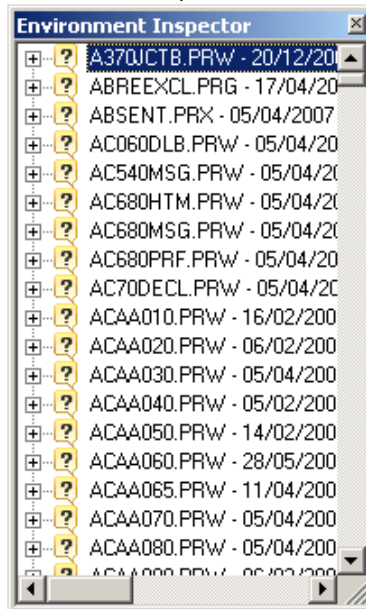 Environment Inspector
A370JCTB.PRW - 20/12/200
ABREEXCL.PRG - 17/04/20
ABSENT.PRX - 05/04/2007
AC060DLB.PRW - 05/04/20
AC540MSG.PRW - 05/04/20
AC680HTM.PRW - 05/04/20
AC680MSG.PRW - 05/04/20
AC680PRF.PRW - 05/04/20
AC70DECL.PRW - 05/04/20
ACAA010.PRW - 16/02/200
ACAA020.PRW - 06/02/200
ACAA030.PRW - 05/04/200
ACAA040.PRW - 05/02/200
ACAA050.PRW - 14/02/200
ACAA060.PRW - 28/05/200
ACAA065.PRW - 11/04/200
ACAA070.PRW - 05/04/200
ACAA080.PRW - 05/04/200